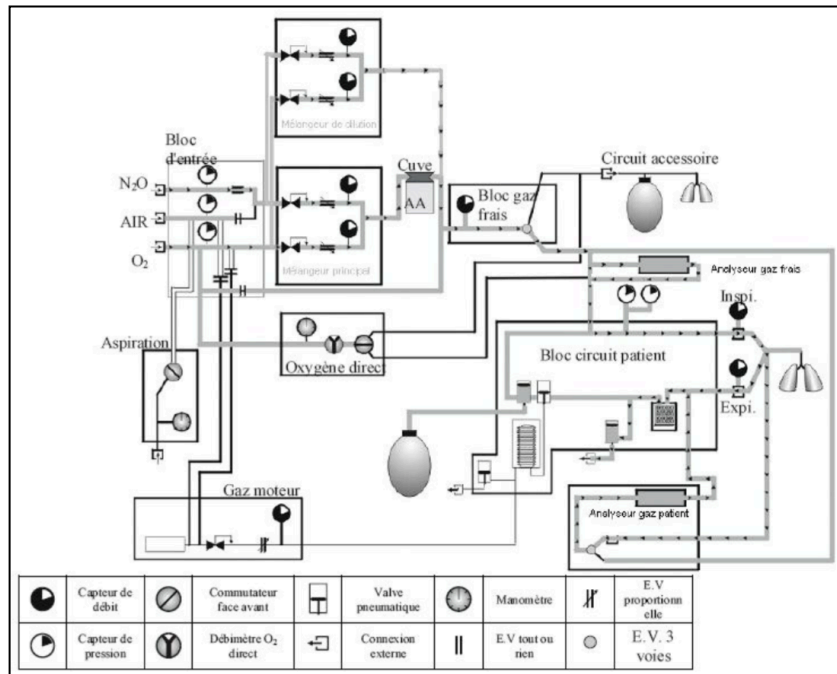 Mélangeur de dilution
Bloc
d'entrée
N₂O
AIR
O₂
Mélangeur principal
Cuve
AA
Bloc gaz
frais
Circuit accessoire
Analyseur gaz frais
Inspi.
Aspiration
Oxygène direct
Bloc circuit patient
Expi.
Gaz moteur
Analyseur gaz patient
Capteur de
débit
Commutateur
face avant
Valve
pneumatique
Manomètre
E.V
proportionn
elle
Capteur de
pression
Débimètre O₂
direct
Connexion
externe
E.V tout ou
rien
E.V. 3
voies